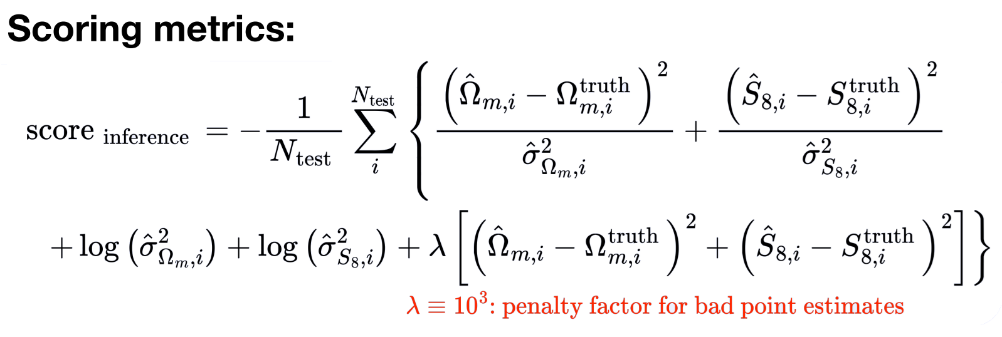 Scoring metrics:
score inference = − 1/N_test ∑_i^{N_test} { (Ω̂_{m,i} − Ω_{m,i}^{truth})² / σ̂²_{Ω_m,i} + (Ŝ_{8,i} − S_{8,i}^{truth})² / σ̂²_{S_8,i}
+ log (σ̂²_{Ω_m,i}) + log (σ̂²_{S_8,i}) + λ [(Ω̂_{m,i} − Ω_{m,i}^{truth})² + (Ŝ_{8,i} − S_{8,i}^{truth})²]}
λ ≡ 10³: penalty factor for bad point estimates